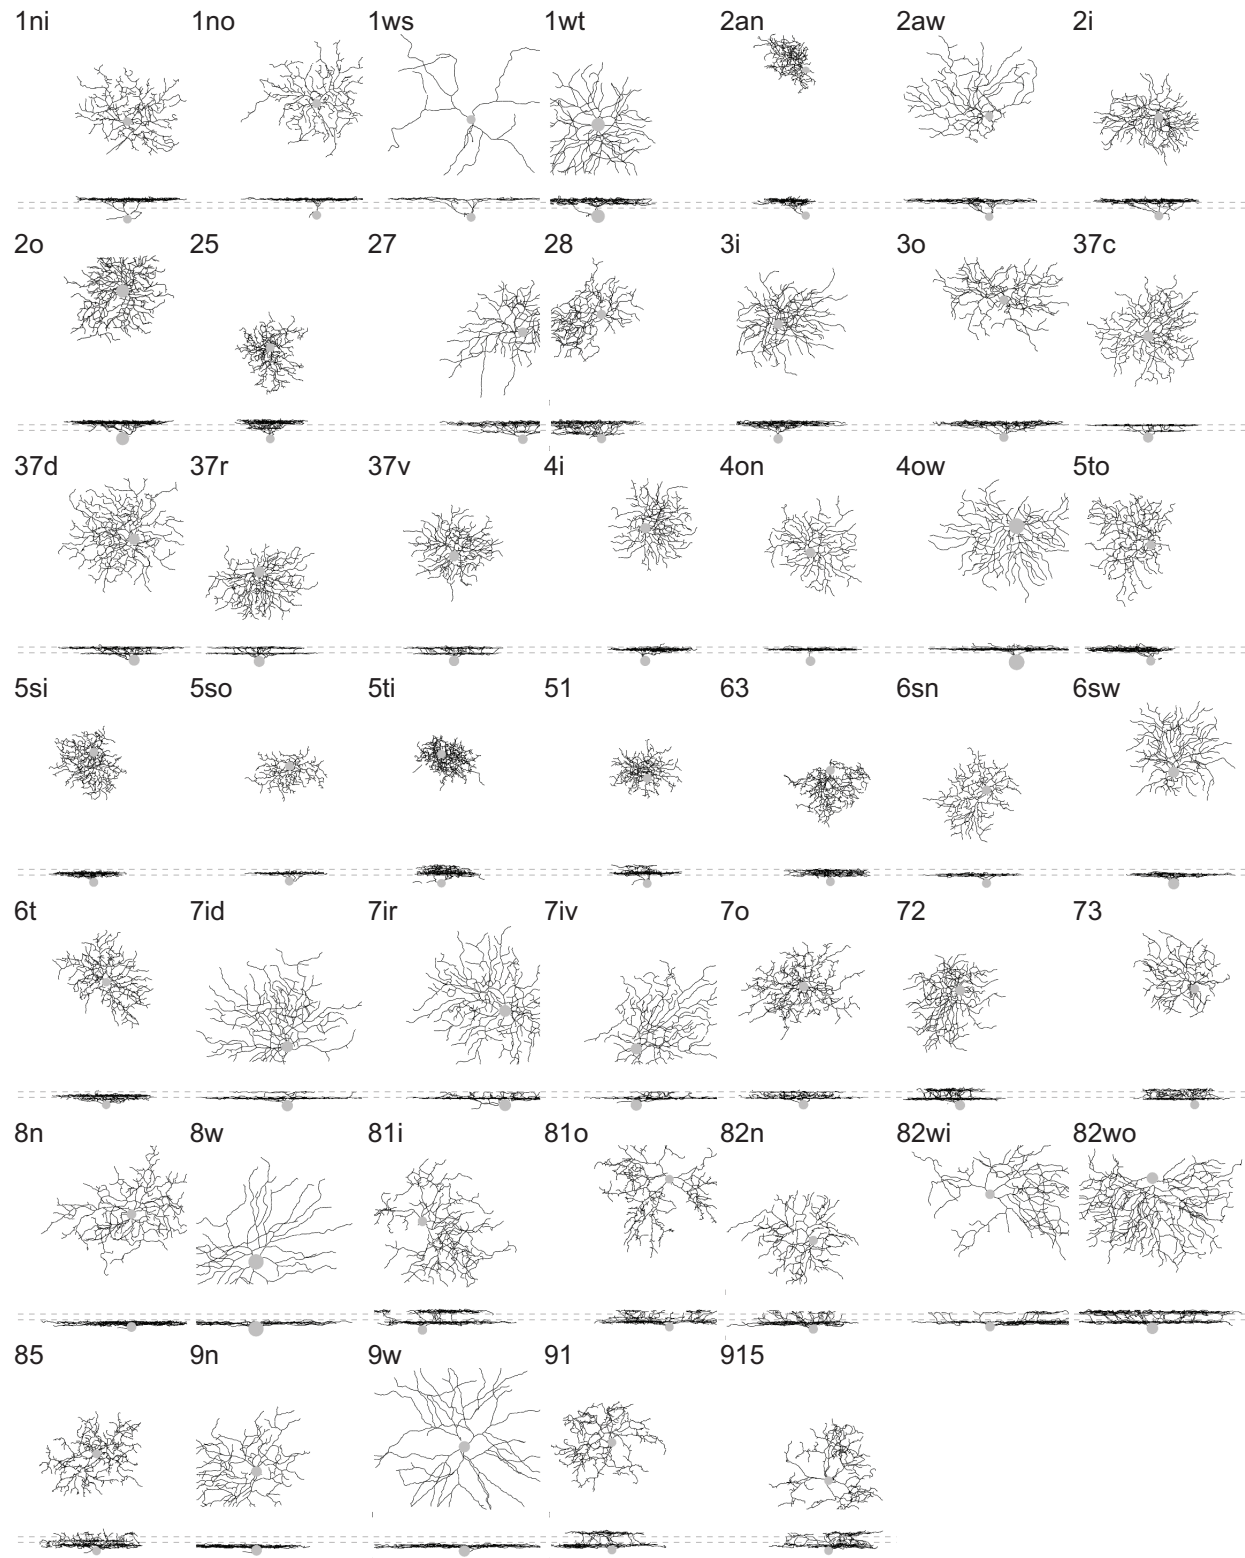 1ni 1no 1ws 1wt 2an 2aw 2i
2o 25 27 28 3i 3o 37c
37d 37r 37v 4i 4on 4ow 5to
5si 5so 5ti 51 63 6sn 6sw
6t 7id 7ir 7iv 7o 72 73
8n 8w 81i 81o 82n 82wi 82wo
85 9n 9w 91 915